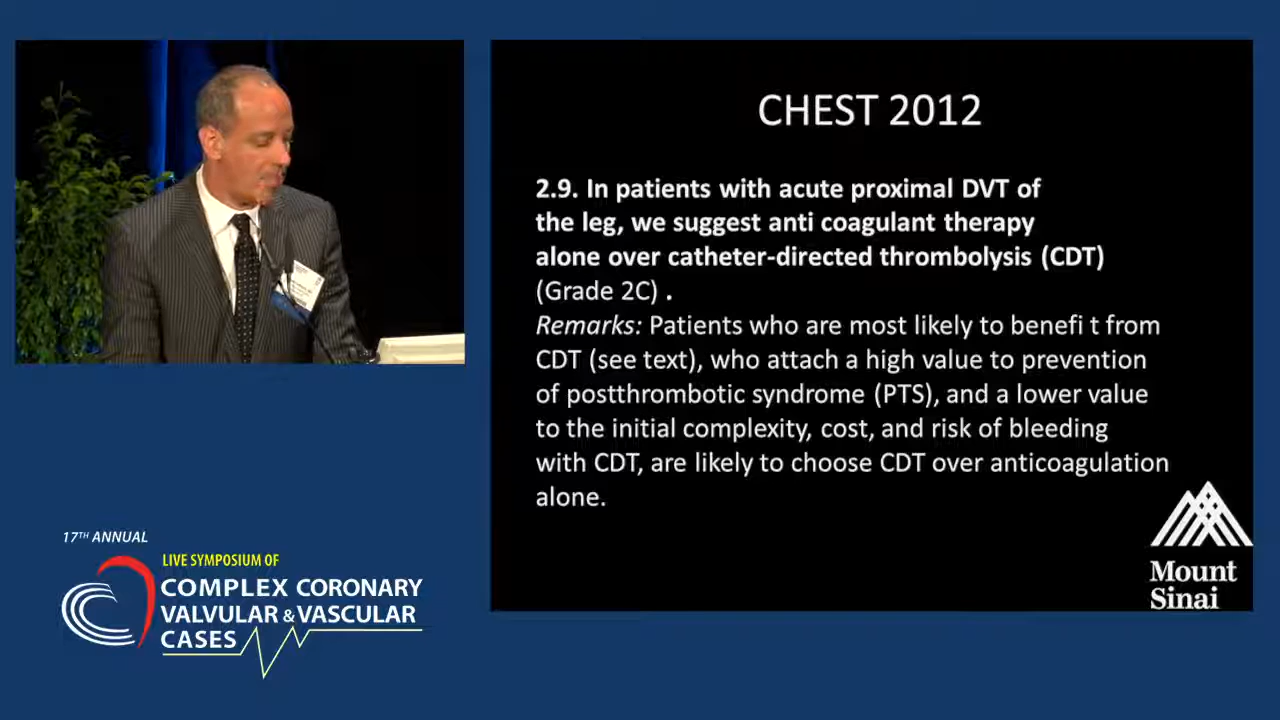 CHEST 2012
2.9. In patients with acute proximal DVT of
the leg, we suggest anti coagulant therapy
alone over catheter-directed thrombolysis (CDT)
(Grade 2C) .
Remarks: Patients who are most likely to benefi t from
CDT (see text), who attach a high value to prevention
of postthrombotic syndrome (PTS), and a lower value
to the initial complexity, cost, and risk of bleeding
with CDT, are likely to choose CDT over anticoagulation
alone.
Mount
Sinai
17TH ANNUAL
LIVE SYMPOSIUM OF
COMPLEX CORONARY
VALVULAR & VASCULAR
CASES